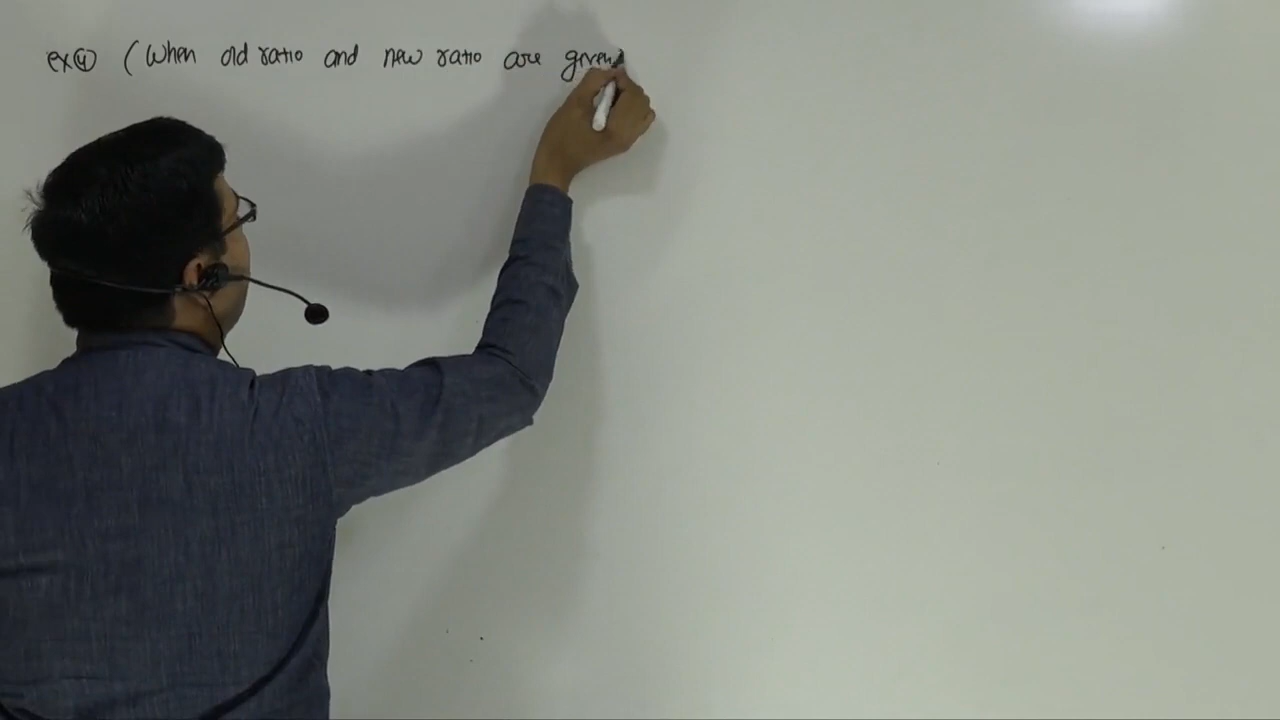 ex④ (When old ratio and new ratio are given)